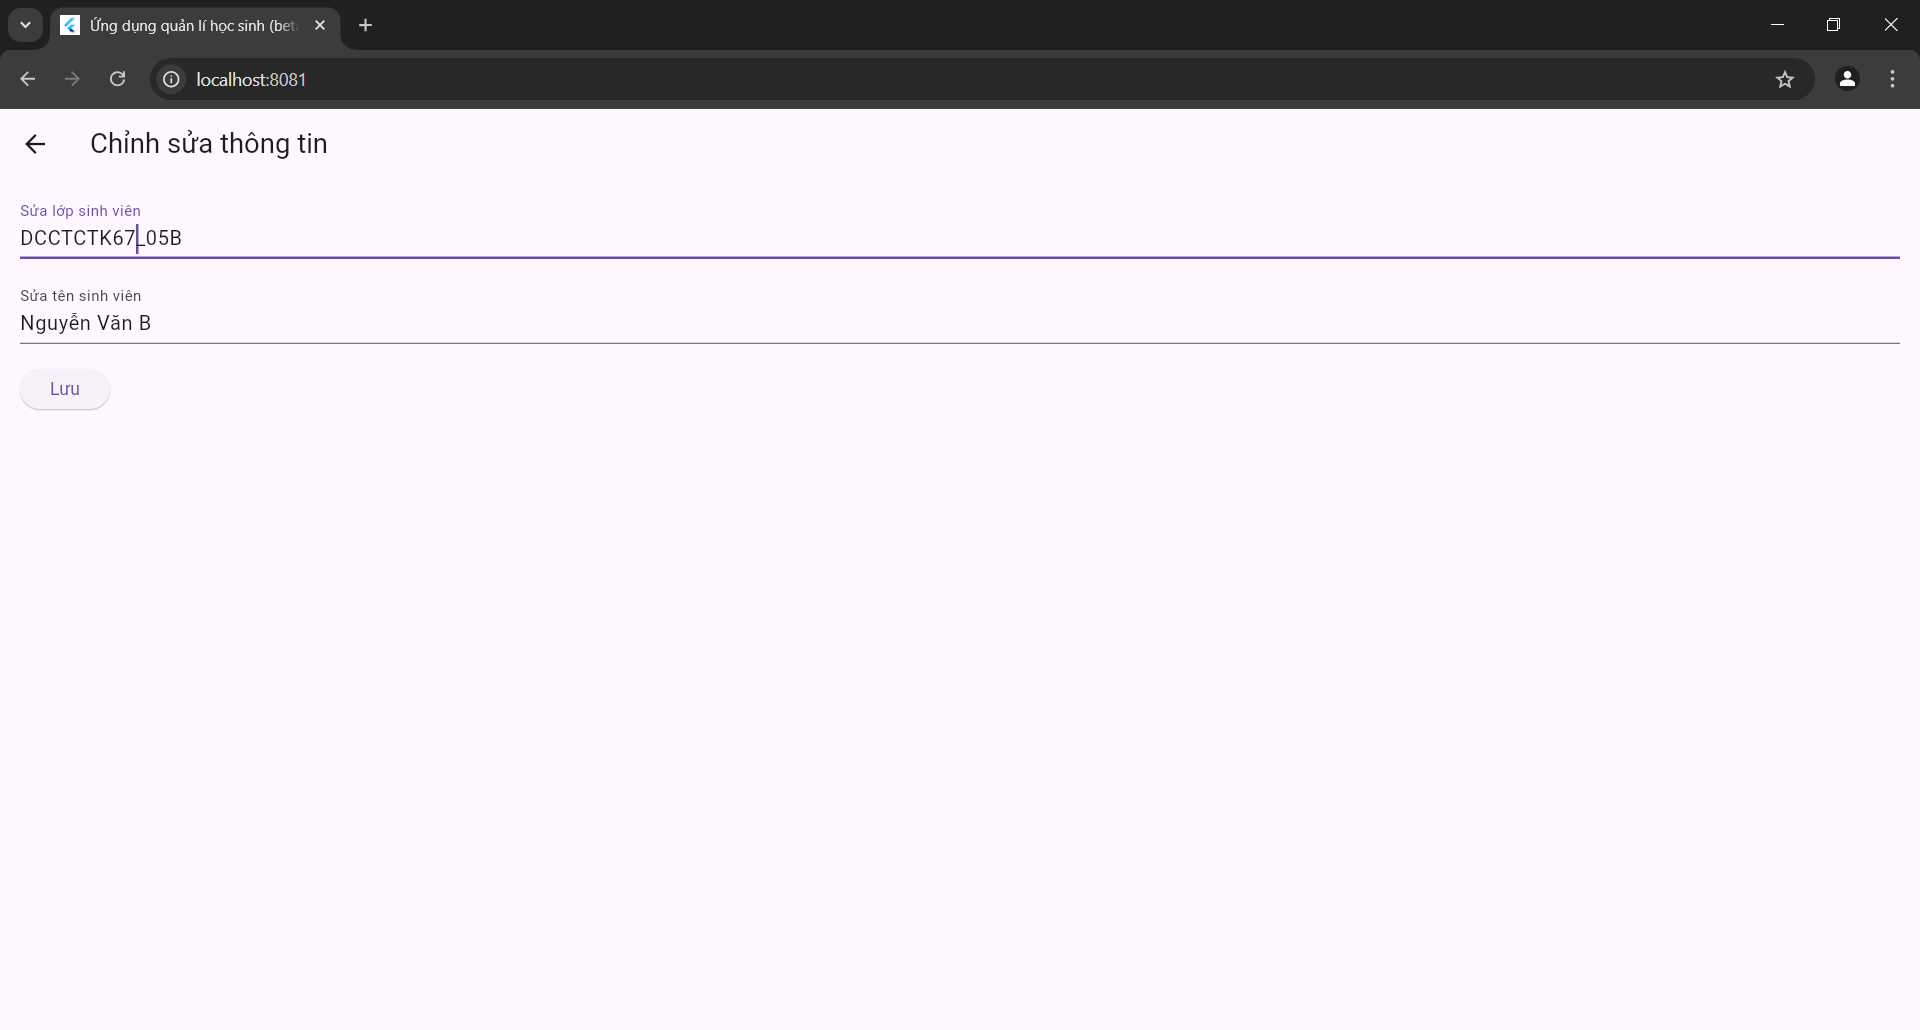 Ứng dụng quản lí học sinh (beta
localhost:8081
Chỉnh sửa thông tin
Sửa lớp sinh viên
DCCTCTK67_05B
Sửa tên sinh viên
Nguyễn Văn B
Lưu